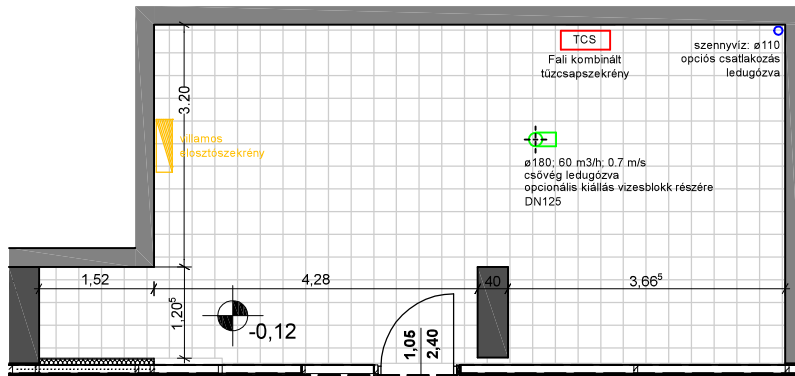 TCS
Fali kombinált
tűzcsapszekrény
szennyvíz: ø110
opciós csatlakozás
ledugózva
3.20
villamos
elosztószekrény
ø180; 60 m3/h; 0.7 m/s
csővég ledugózva
opcionális kiállás vizesblokk részére
DN125
1,52
4,28
40
3,66⁵
1,20⁵
-0,12
1,05
2,40